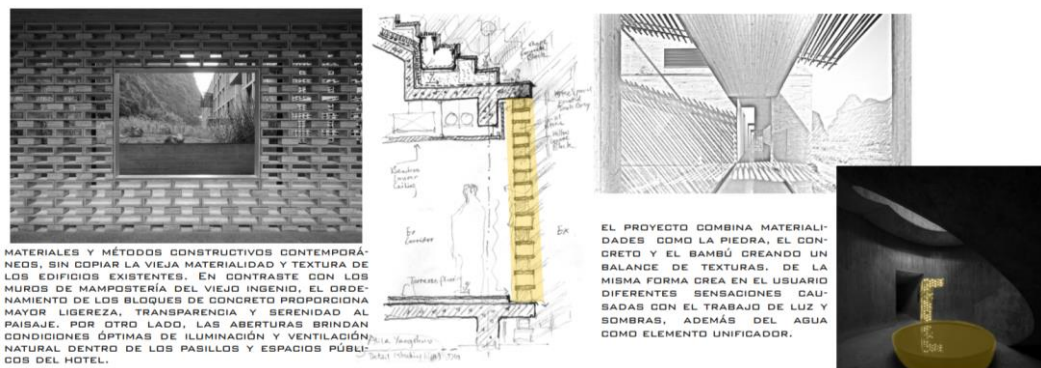 MATERIALES Y MÉTODOS CONSTRUCTIVOS CONTEMPORÁ-
NEOS, SIN COPIAR LA VIEJA MATERIALIDAD Y TEXTURA DE
LOS EDIFICIOS EXISTENTES. EN CONTRASTE CON LOS
MUROS DE MAMPOSTERÍA DEL VIEJO INGENIO, EL ORDE-
NAMIENTO DE LOS BLOQUES DE CONCRETO PROPORCIONA
MAYOR LIGEREZA, TRANSPARENCIA Y SERENIDAD AL
PAISAJE. POR OTRO LADO, LAS ABERTURAS BRINDAN
CONDICIONES ÓPTIMAS DE ILUMINACIÓN Y VENTILACIÓN
NATURAL DENTRO DE LOS PASILLOS Y ESPACIOS PÚBLI-
COS DEL HOTEL.
Ex
Corridor
Ex
EL PROYECTO COMBINA MATERIALI-
DADES COMO LA PIEDRA, EL CON-
CRETO Y EL BAMBÚ CREANDO UN
BALANCE DE TEXTURAS. DE LA
MISMA FORMA CREA EN EL USUARIO
DIFERENTES SENSACIONES CAU-
SADAS CON EL TRABAJO DE LUZ Y
SOMBRAS, ADEMÁS DEL AGUA
COMO ELEMENTO UNIFICADOR.